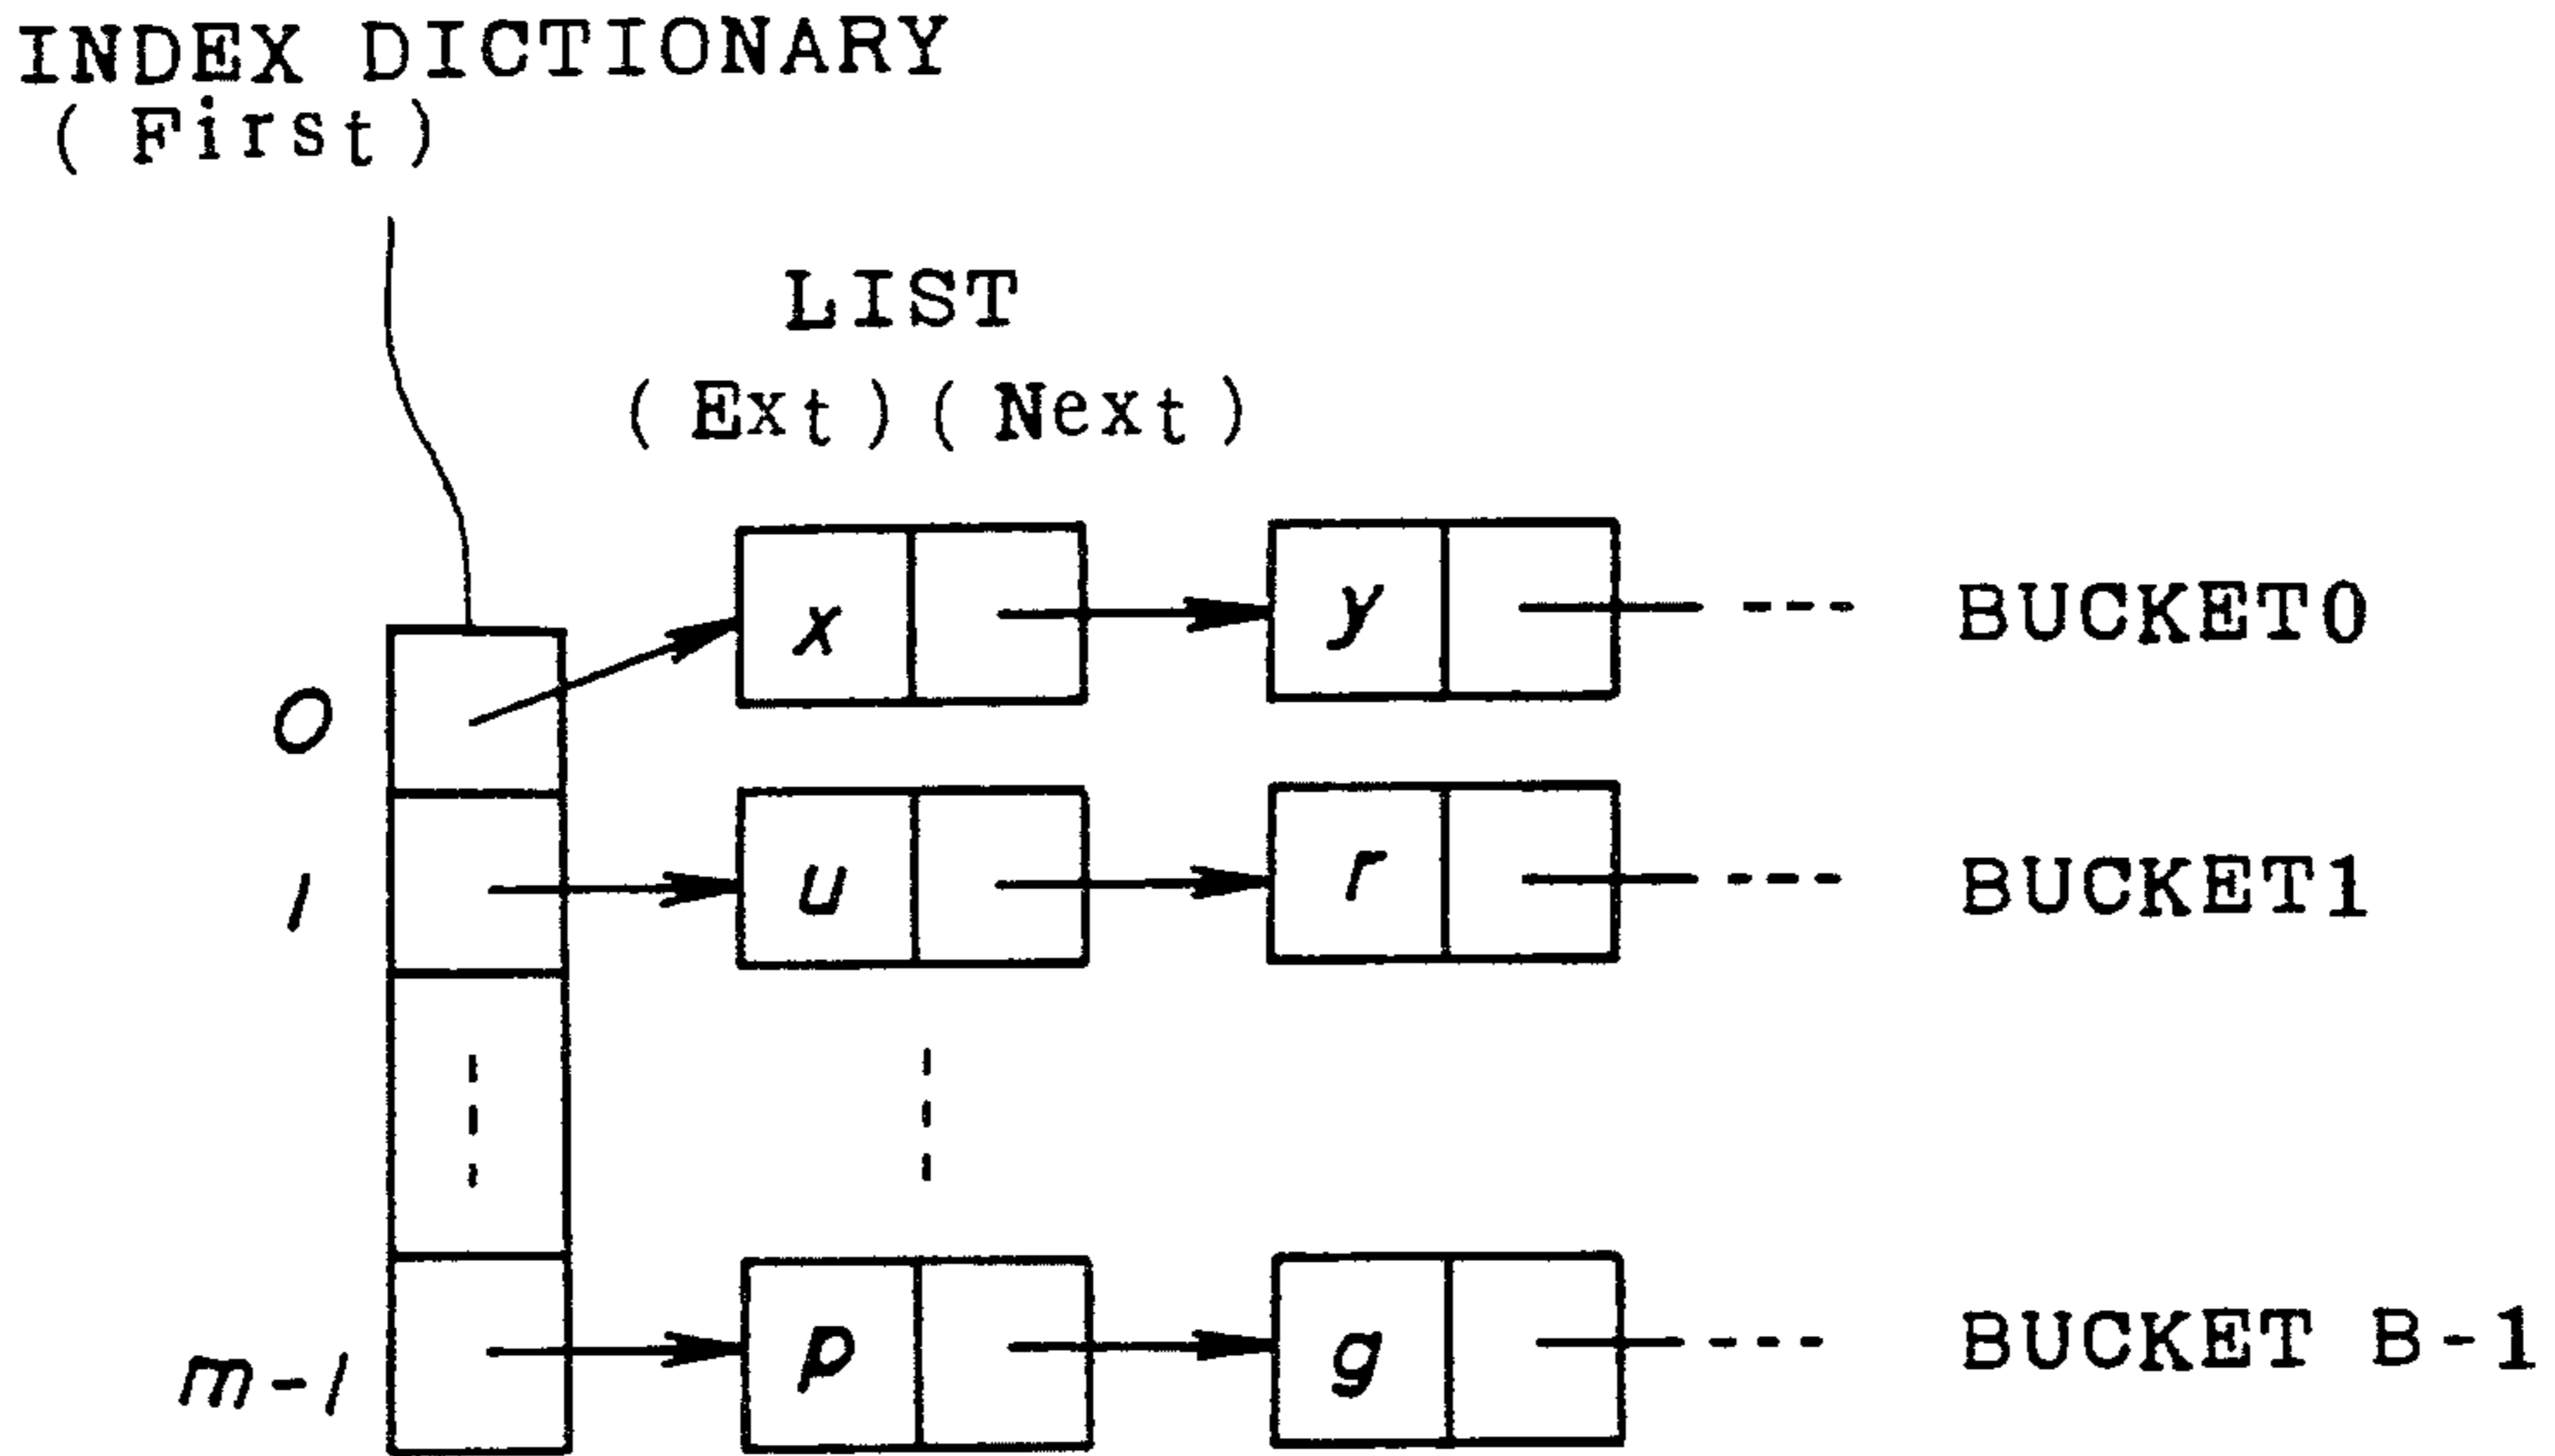 INDEX DICTIONARY
( First )
LIST
( Ext ) ( Next )
0 x y BUCKET0
1 u r BUCKET1
m-1 p g BUCKET B-1